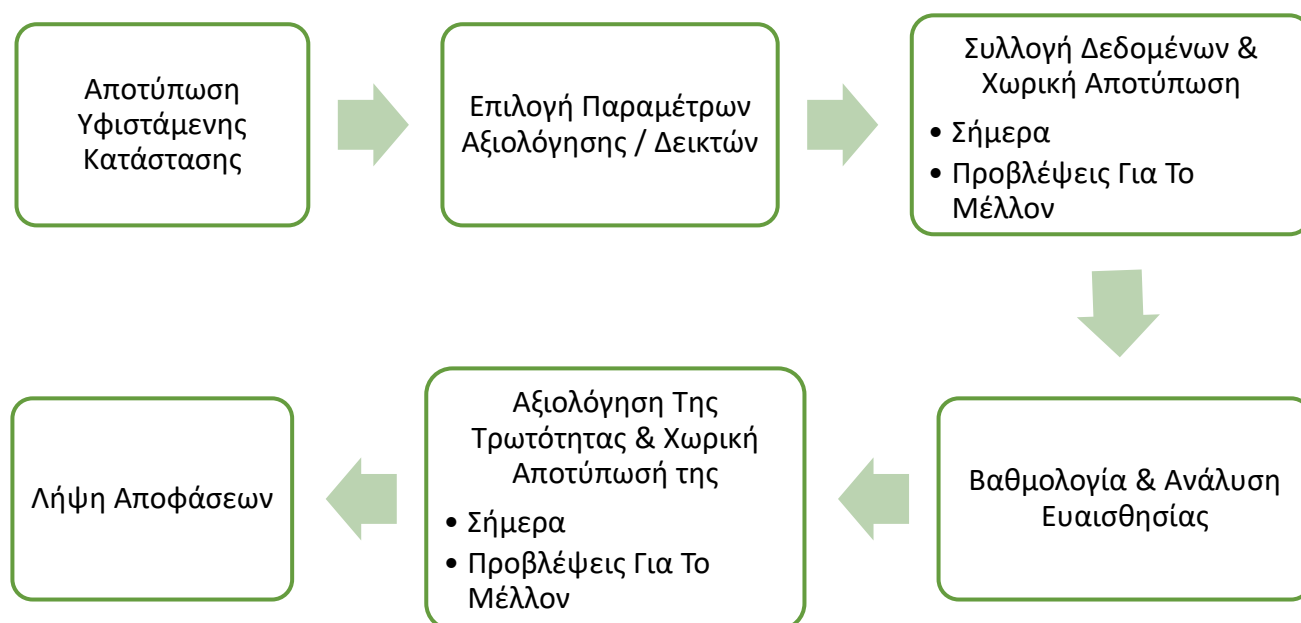 Αποτύπωση
Υφιστάμενης
Κατάστασης
Επιλογή Παραμέτρων
Αξιολόγησης / Δεικτών
Συλλογή Δεδομένων &
Χωρική Αποτύπωση
• Σήμερα
• Προβλέψεις Για Το
Μέλλον
Βαθμολογία & Ανάλυση
Ευαισθησίας
Αξιολόγηση Της
Τρωτότητας & Χωρική
Αποτύπωσή της
• Σήμερα
• Προβλέψεις Για Το
Μέλλον
Λήψη Αποφάσεων